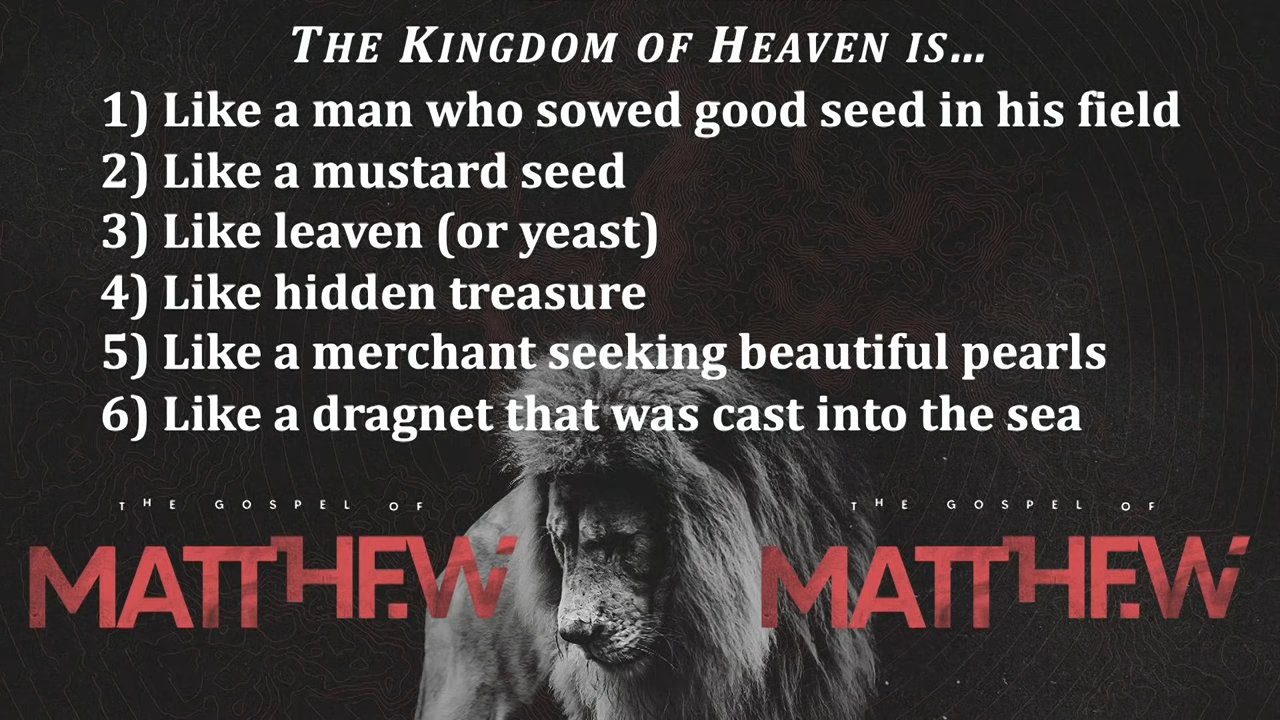 THE KINGDOM OF HEAVEN IS...
1) Like a man who sowed good seed in his field
2) Like a mustard seed
3) Like leaven (or yeast)
4) Like hidden treasure
5) Like a merchant seeking beautiful pearls
6) Like a dragnet that was cast into the sea
THE GOSPEL OF
MATTHEW
THE GOSPEL OF
MATTHEW